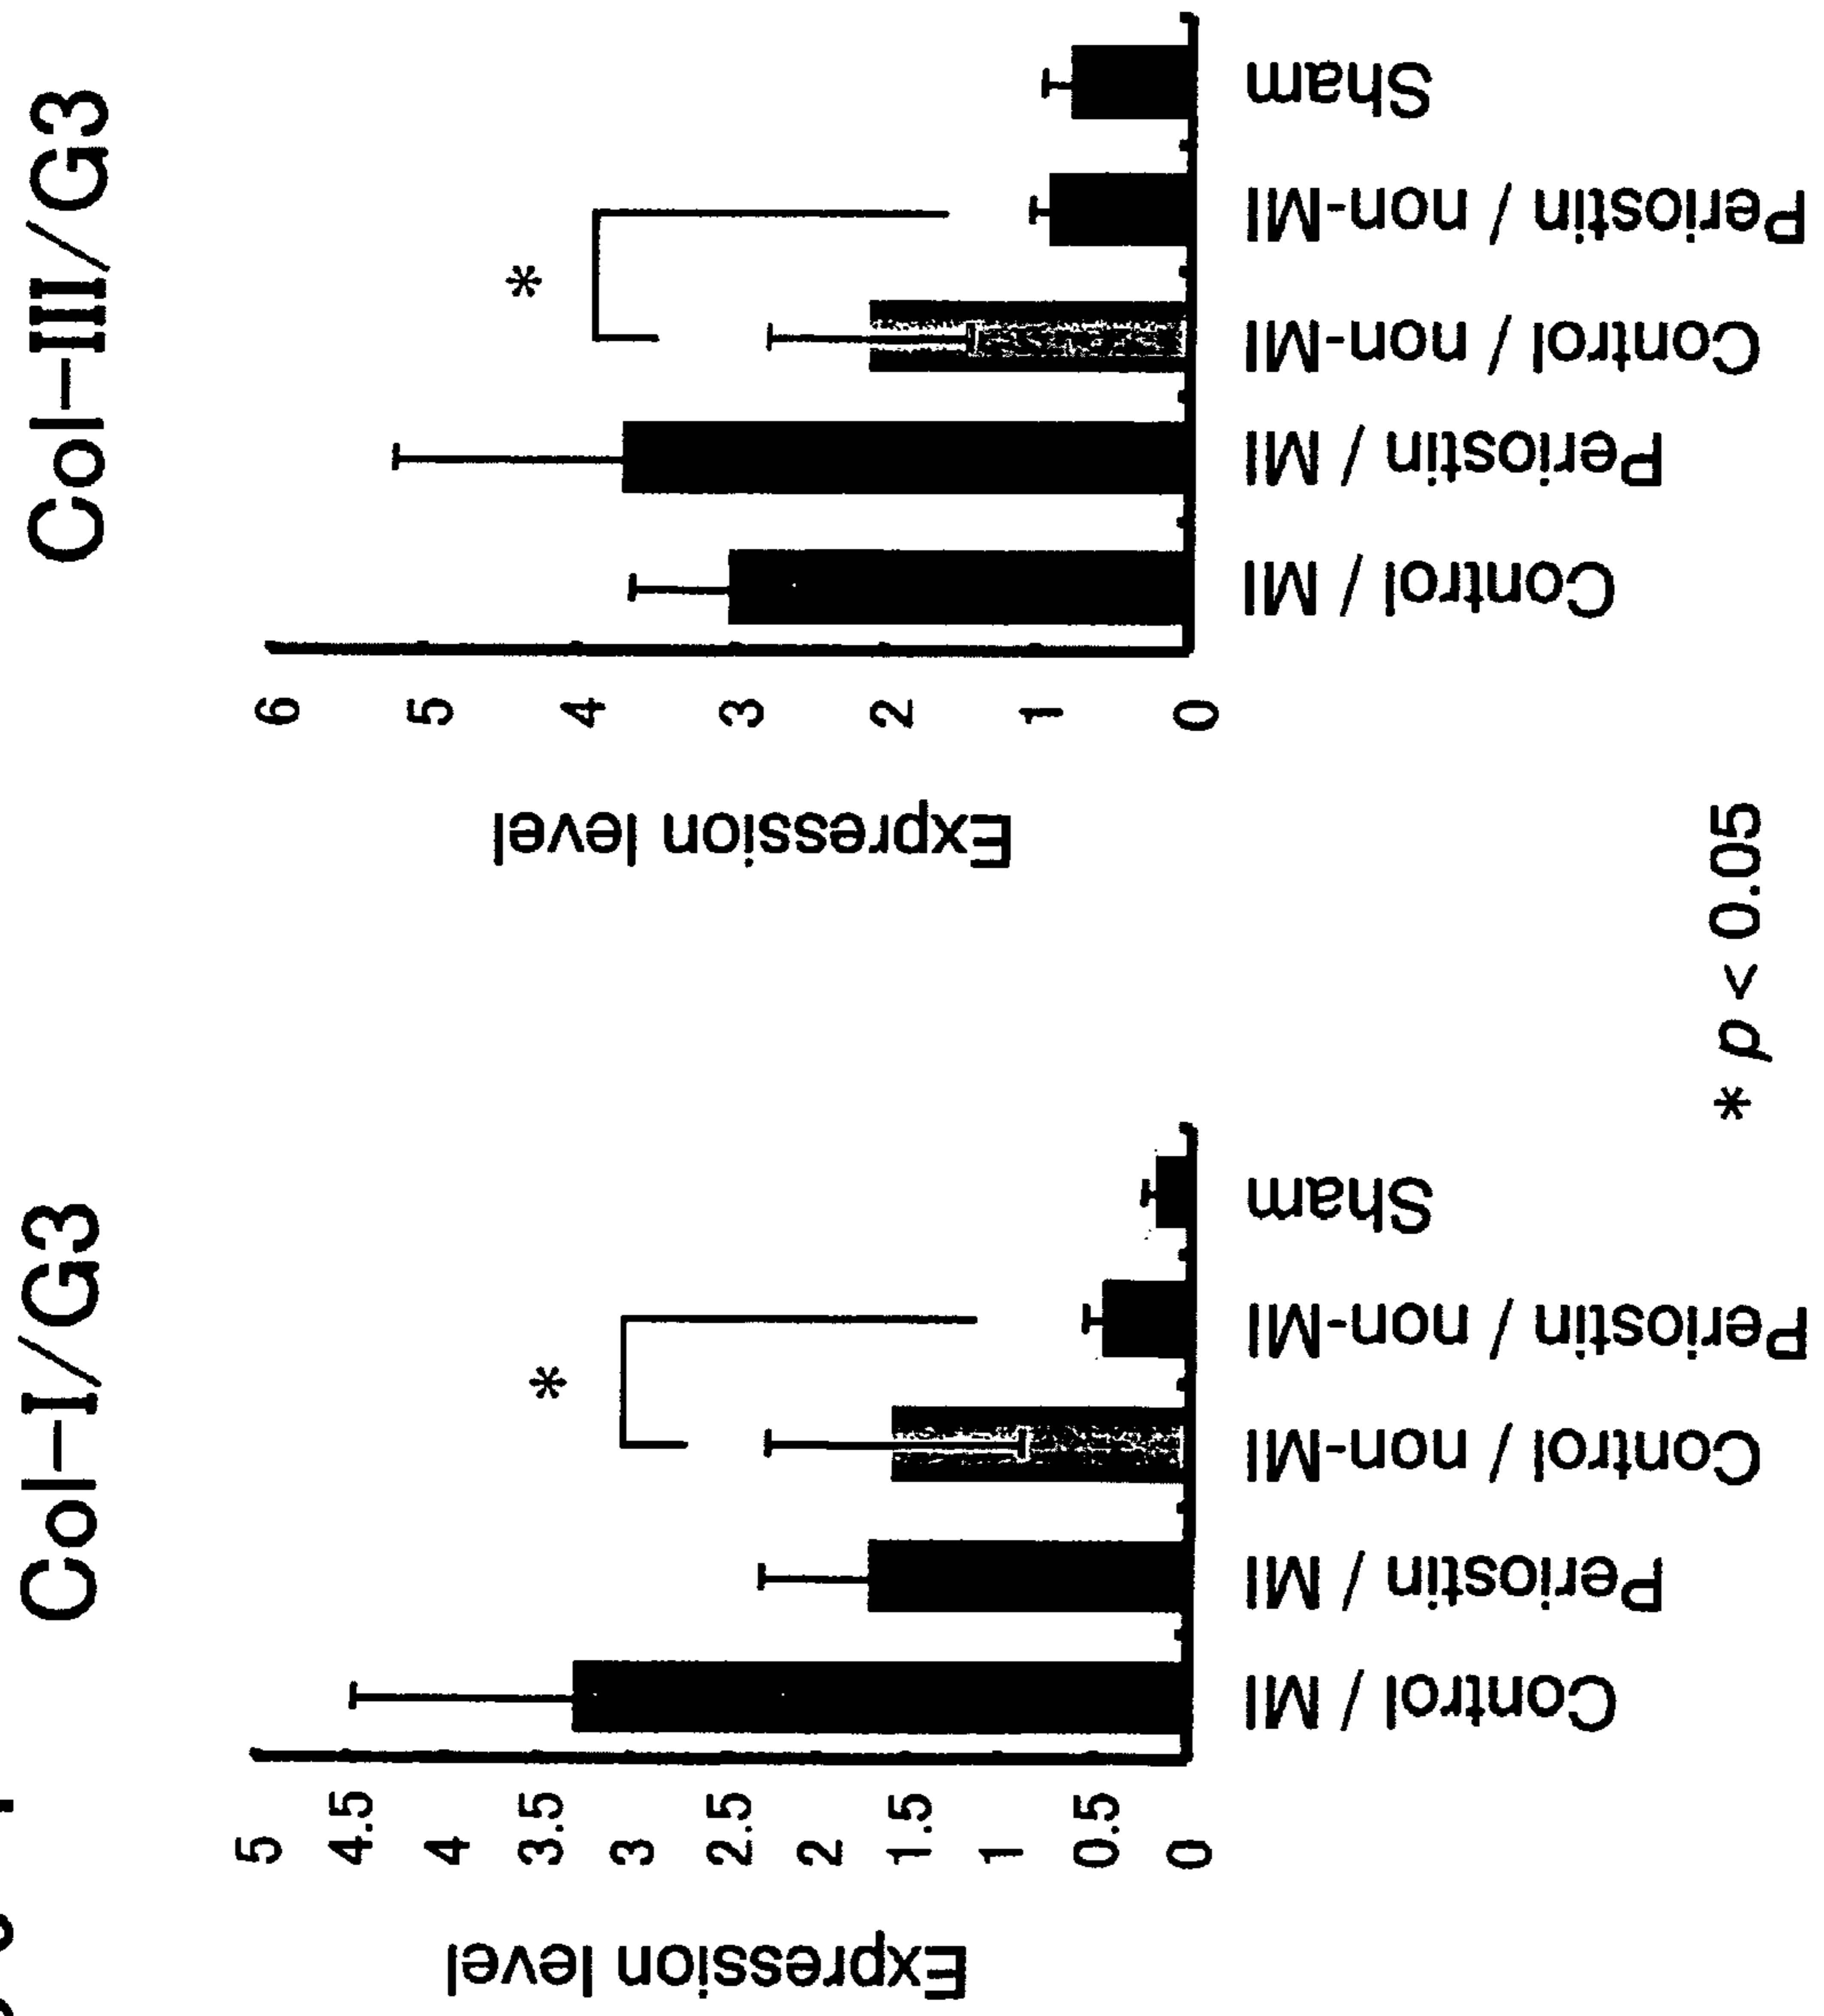 Col-I/G3
Expression level
5
4.5
4
3.5
3
2.5
2
1.5
1
0.5
0
Control / MI
Periostin / MI
Control / non-MI
Periostin / non-MI
Sham
*
Col-III/G3
Expression level
6
5
4
3
2
1
0
Control / MI
Periostin / MI
Control / non-MI
Periostin / non-MI
Sham
*
* p < 0.05